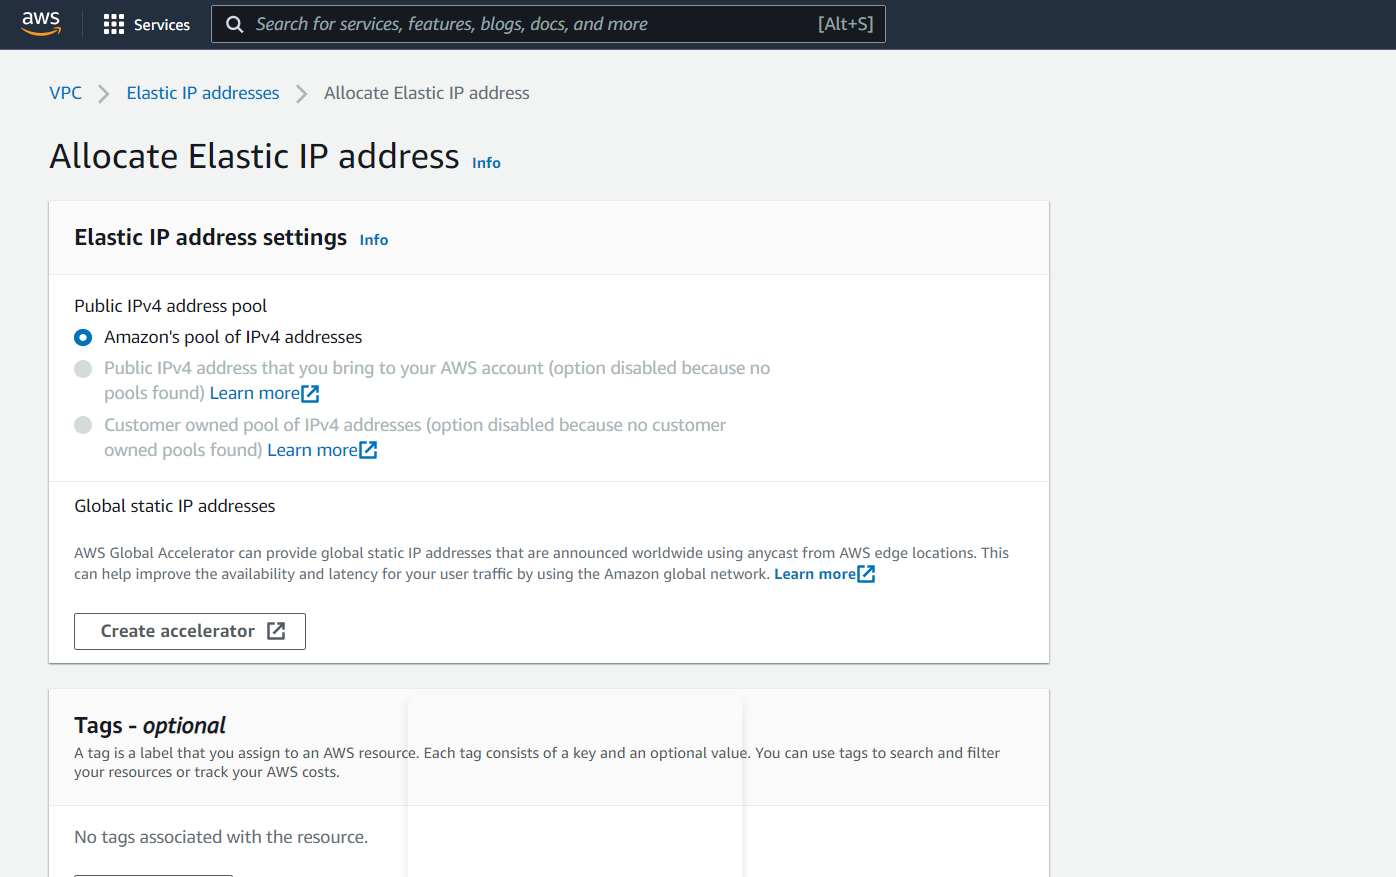 aws
Services
Search for services, features, blogs, docs, and more
[Alt+S]
VPC
Elastic IP addresses
Allocate Elastic IP address
Allocate Elastic IP address Info
Elastic IP address settings Info
Public IPv4 address pool
Amazon's pool of IPv4 addresses
Public IPv4 address that you bring to your AWS account (option disabled because no
pools found) Learn more
Customer owned pool of IPv4 addresses (option disabled because no customer
owned pools found) Learn more
Global static IP addresses
AWS Global Accelerator can provide global static IP addresses that are announced worldwide using anycast from AWS edge locations. This
can help improve the availability and latency for your user traffic by using the Amazon global network. Learn more
Create accelerator
Tags - optional
A tag is a label that you assign to an AWS resource. Each tag consists of a key and an optional value. You can use tags to search and filter
your resources or track your AWS costs.
No tags associated with the resource.